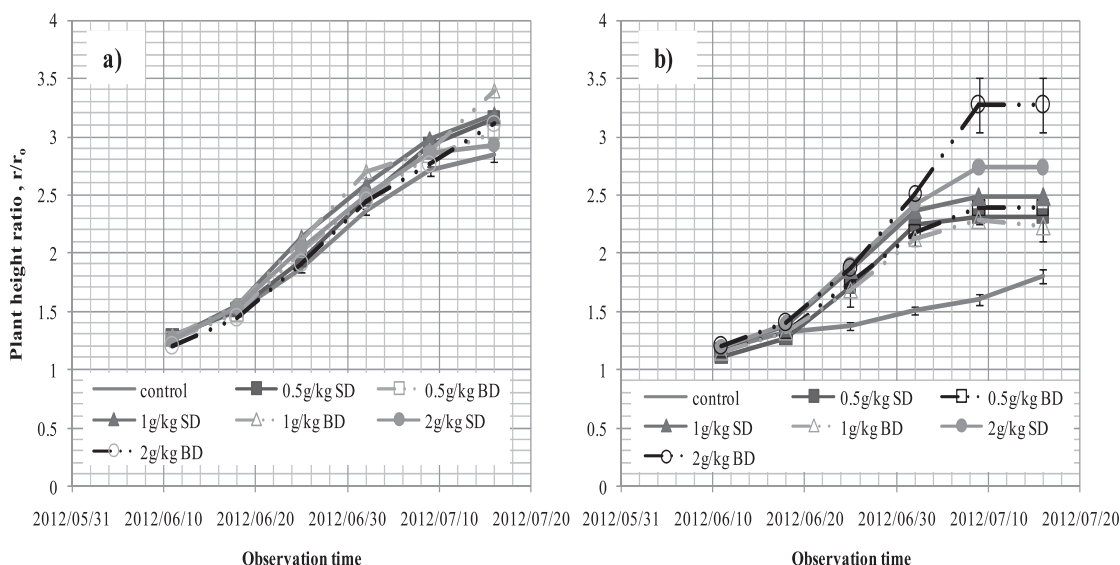 a)
4
3.5
3
2.5
2
1.5
1
0.5
0
Plant height ratio , r/ro
control 0.5g/kg SD 0.5g/kg BD
1g/kg SD 1g/kg BD 2g/kg SD
2g/kg BD
2012/05/31 2012/06/10 2012/06/20 2012/06/30 2012/07/10 2012/07/20
Observation time
b)
4
3.5
3
2.5
2
1.5
1
0.5
0
control 0.5g/kg SD 0.5g/kg BD
1g/kg SD 1g/kg BD 2g/kg SD
2g/kg BD
2012/05/31 2012/06/10 2012/06/20 2012/06/30 2012/07/10 2012/07/20
Observation time